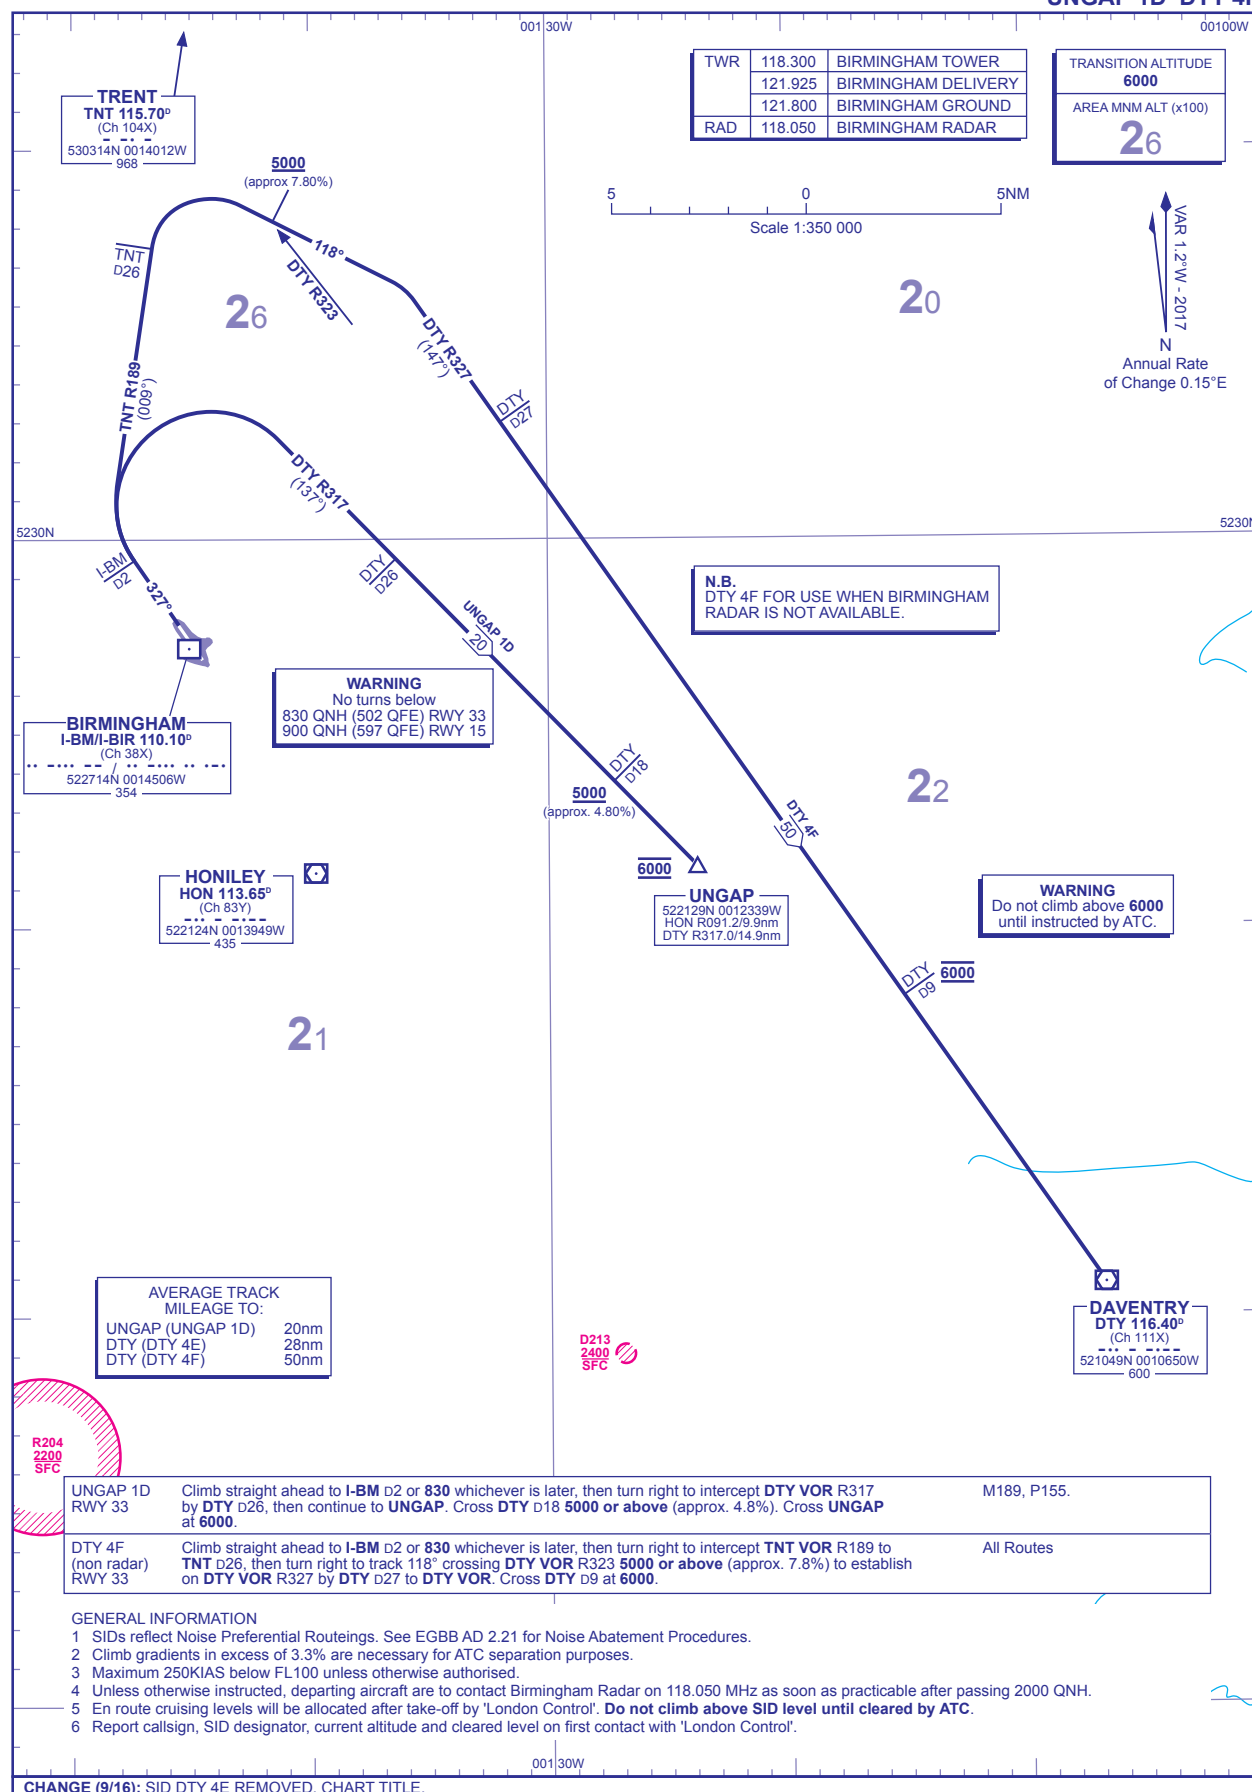 001:30W
00100W
TRENT
TNT 115.70D
(Ch 104X)
530314N 0014012W
968
TWR 118.300 BIRMINGHAM TOWER
121.925 BIRMINGHAM DELIVERY
121.800 BIRMINGHAM GROUND
RAD 118.050 BIRMINGHAM RADAR
TRANSITION ALTITUDE
6000
AREA MNM ALT (x100)
26
5000
(approx 7.80%)
5 0 5NM
Scale 1:350 000
VAR 1.2°W - 2017
N
Annual Rate
of Change 0.15°E
TNT
D26
118°
DTY R323
26
20
DTY R327
(147°)
TNT R189
(009°)
DTY
D27
DTY R317
(137°)
5230N
5230N
I-BM
D2
327°
DTY
D26
N.B.
DTY 4F FOR USE WHEN BIRMINGHAM
RADAR IS NOT AVAILABLE.
UNGAP 1D
20
WARNING
No turns below
830 QNH (502 QFE) RWY 33
900 QNH (597 QFE) RWY 15
BIRMINGHAM
I-BM/I-BIR 110.10D
(Ch 38X)
522714N 0014506W
354
DTY
D18
5000
(approx. 4.80%)
22
DTY 4F
50
6000
UNGAP
522129N 0012339W
HON R091.2/9.9nm
DTY R317.0/14.9nm
HONILEY
HON 113.65D
(Ch 83Y)
522124N 0013949W
435
WARNING
Do not climb above 6000
until instructed by ATC.
DTY
D9
6000
21
DAVENTRY
DTY 116.40D
(Ch 111X)
521049N 0010650W
600
AVERAGE TRACK
MILEAGE TO:
UNGAP (UNGAP 1D) 20nm
DTY (DTY 4E) 28nm
DTY (DTY 4F) 50nm
D213
2400
SFC
R204
2200
SFC
UNGAP 1D
RWY 33
Climb straight ahead to I-BM D2 or 830 whichever is later, then turn right to intercept DTY VOR R317
by DTY D26, then continue to UNGAP. Cross DTY D18 5000 or above (approx. 4.8%). Cross UNGAP
at 6000.
M189, P155.
DTY 4F
(non radar)
RWY 33
Climb straight ahead to I-BM D2 or 830 whichever is later, then turn right to intercept TNT VOR R189 to
TNT D26, then turn right to track 118° crossing DTY VOR R323 5000 or above (approx. 7.8%) to establish
on DTY VOR R327 by DTY D27 to DTY VOR. Cross DTY D9 at 6000.
All Routes
GENERAL INFORMATION
1 SIDs reflect Noise Preferential Routeings. See EGBB AD 2.21 for Noise Abatement Procedures.
2 Climb gradients in excess of 3.3% are necessary for ATC separation purposes.
3 Maximum 250KIAS below FL100 unless otherwise authorised.
4 Unless otherwise instructed, departing aircraft are to contact Birmingham Radar on 118.050 MHz as soon as practicable after passing 2000 QNH.
5 En route cruising levels will be allocated after take-off by 'London Control'. Do not climb above SID level until cleared by ATC.
6 Report callsign, SID designator, current altitude and cleared level on first contact with 'London Control'.
001:30W
CHANGE (9/16): SID DTY 4E REMOVED. CHART TITLE.